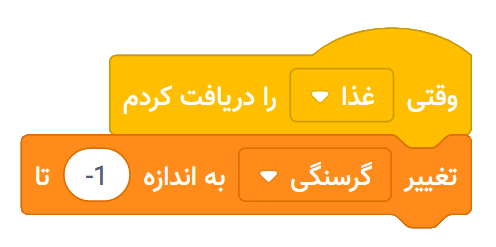 وقتی غذا را دریافت کردم
تغییر گرسنگی به اندازه -1 تا